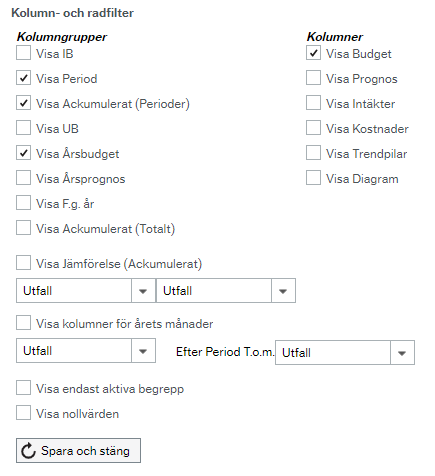 Kolumn- och radfilter
Kolumngrupper
Visa IB
Visa Period
Visa Ackumulerat (Perioder)
Visa UB
Visa Årsbudget
Visa Årsprognos
Visa F.g. år
Visa Ackumulerat (Totalt)
Kolumner
Visa Budget
Visa Prognos
Visa Intäkter
Visa Kostnader
Visa Trendpilar
Visa Diagram
Visa Jämförelse (Ackumulerat)
Utfall Utfall
Visa kolumner för årets månader
Utfall Efter Period T.o.m. Utfall
Visa endast aktiva begrepp
Visa nollvärden
Spara och stäng